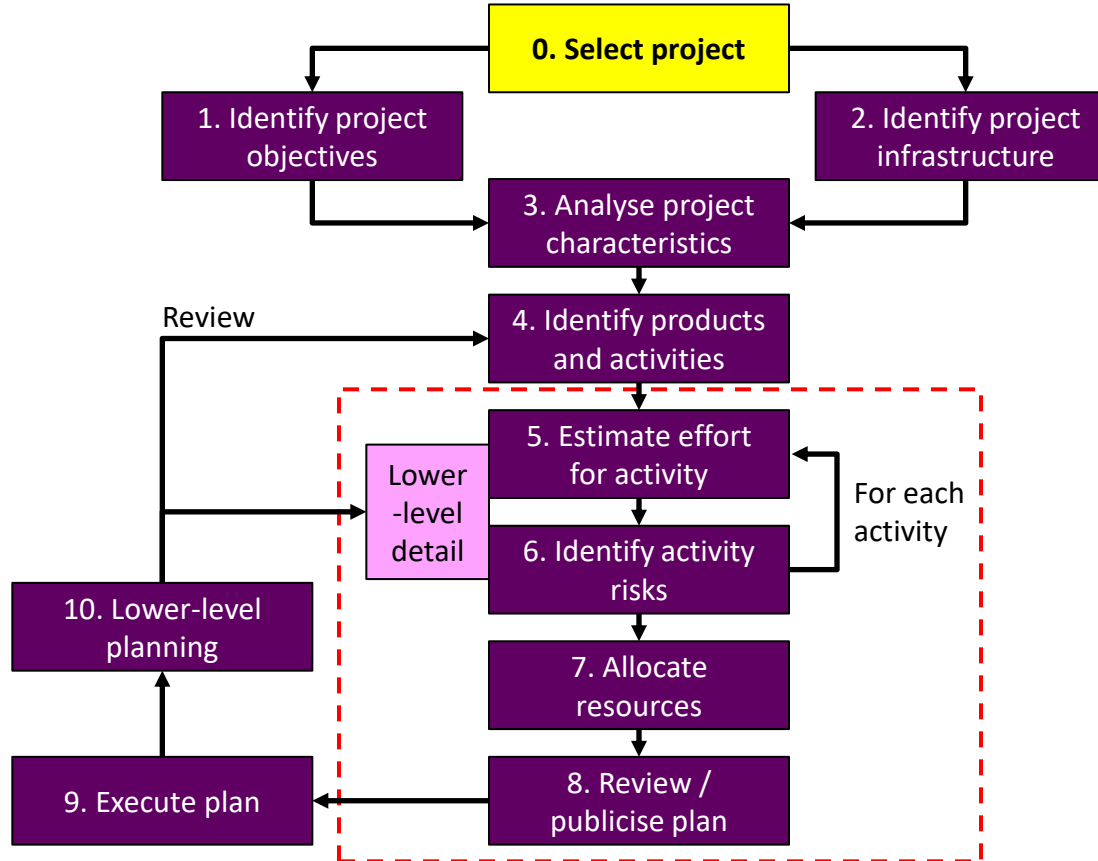 0. Select project
1. Identify project
objectives
2. Identify project
infrastructure
3. Analyse project
characteristics
Review
4. Identify products
and activities
5. Estimate effort
for activity
Lower
-level
detail
For each
activity
6. Identify activity
risks
10. Lower-level
planning
7. Allocate
resources
9. Execute plan
8. Review /
publicise plan